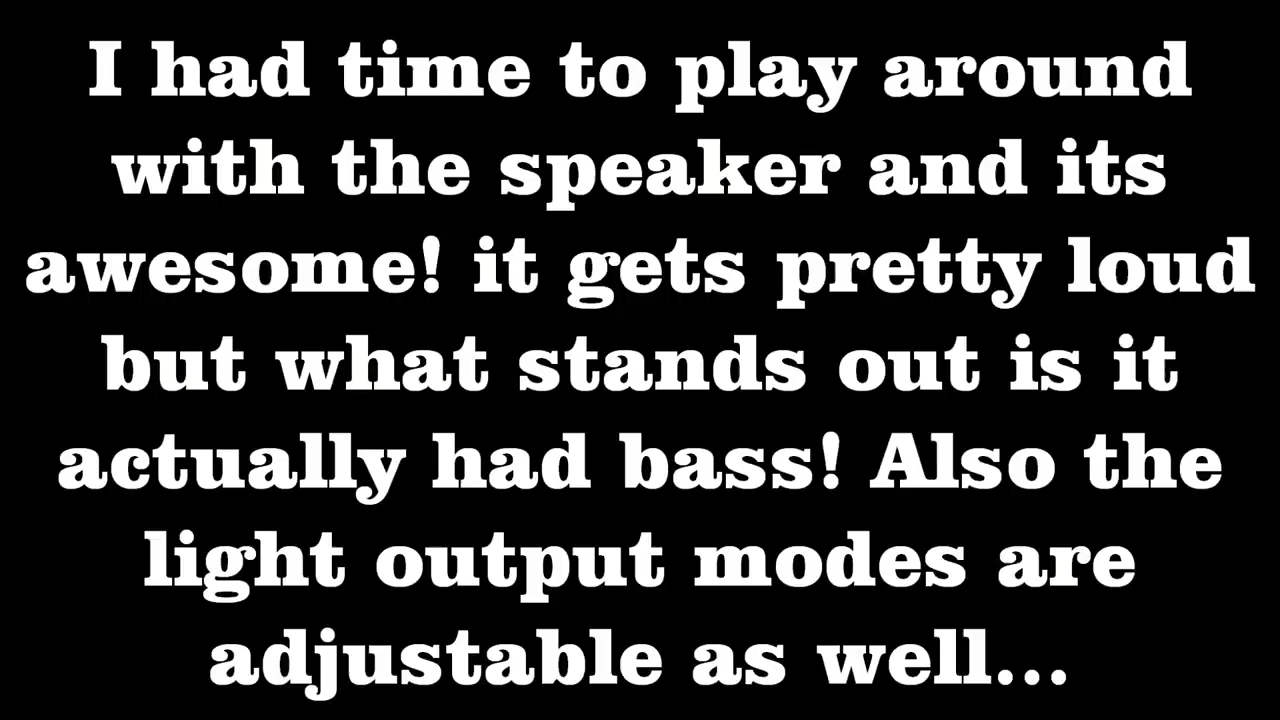 I had time to play around
with the speaker and its
awesome! it gets pretty loud
but what stands out is it
actually had bass! Also the
light output modes are
adjustable as well...